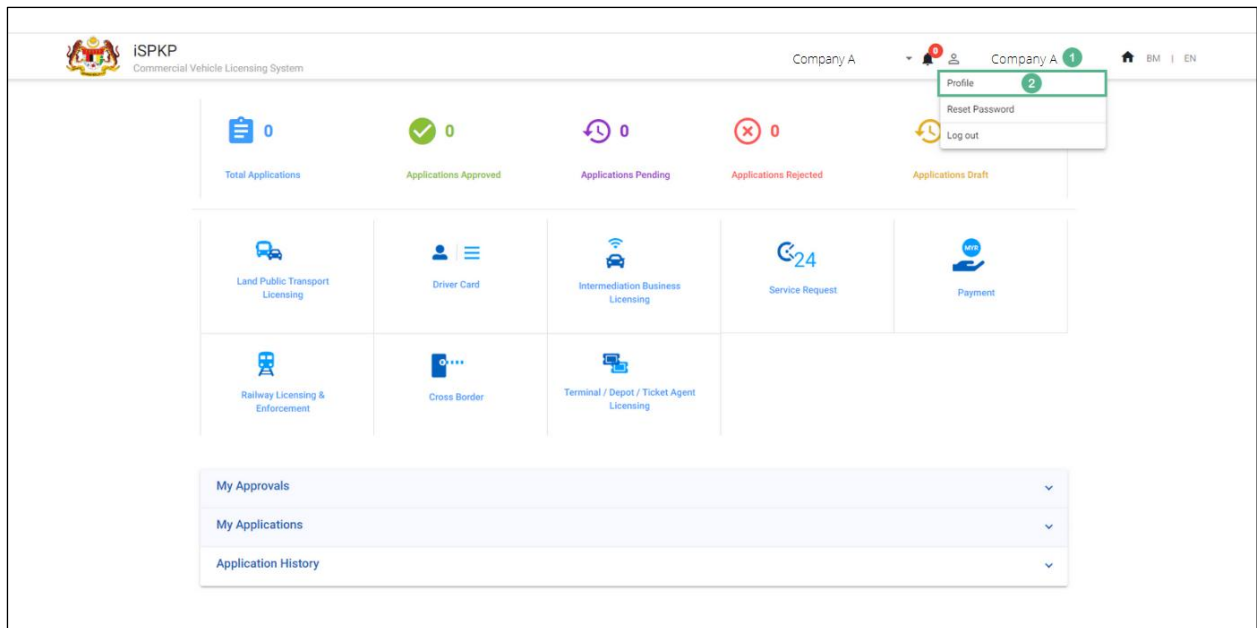 iSPKP
Commercial Vehicle Licensing System
Company A
0
Company A 1
BM | EN
Profile 2
Reset Password
Log out
0
0
0
0
Total Applications
Applications Approved
Applications Pending
Applications Rejected
Applications Draft
Land Public Transport
Licensing
Driver Card
Intermediation Business
Licensing
24
Service Request
MYR
Payment
Railway Licensing &
Enforcement
Cross Border
Terminal / Depot / Ticket Agent
Licensing
My Approvals
My Applications
Application History